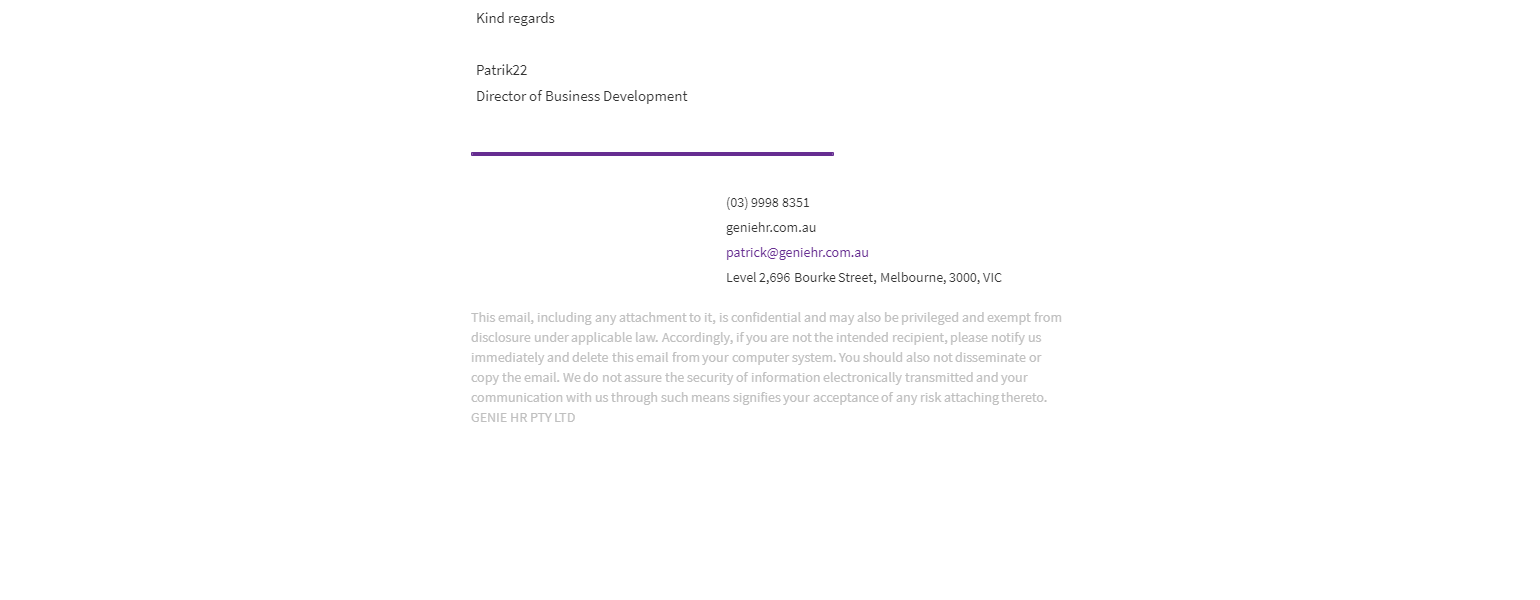 Kind regards
Patrik22
Director of Business Development
(03) 9998 8351
geniehr.com.au
patrick@geniehr.com.au
Level 2,696 Bourke Street, Melbourne, 3000, VIC
This email, including any attachment to it, is confidential and may also be privileged and exempt from
disclosure under applicable law. Accordingly, if you are not the intended recipient, please notify us
immediately and delete this email from your computer system. You should also not disseminate or
copy the email. We do not assure the security of information electronically transmitted and your
communication with us through such means signifies your acceptance of any risk attaching thereto.
GENIE HR PTY LTD